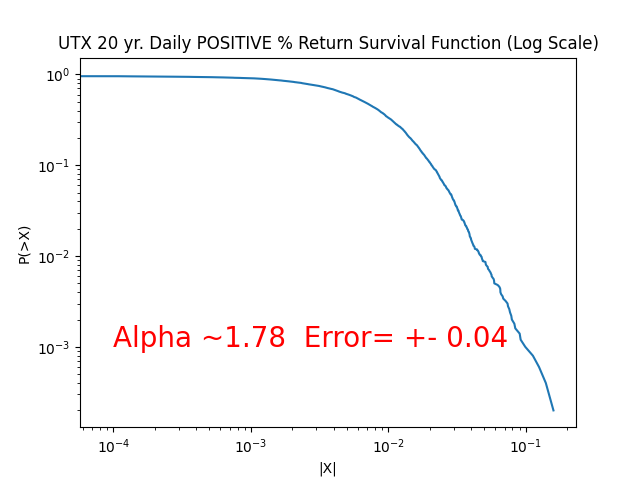 UTX 20 yr. Daily POSITIVE % Return Survival Function (Log Scale)
10⁰
10⁻¹
10⁻²
10⁻³
P(>X)
Alpha ~1.78  Error= +- 0.04
10⁻⁴
10⁻³
10⁻²
10⁻¹
|X|